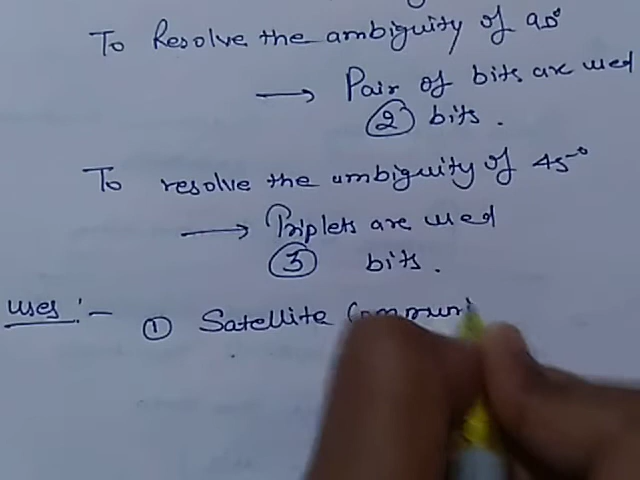 To Resolve the ambiguity of 90°
→ Pair of bits are used
2 bits.
To resolve the ambiguity of 45°
→ Triplets are used
3 bits.
Uses :- 1 Satellite Communi